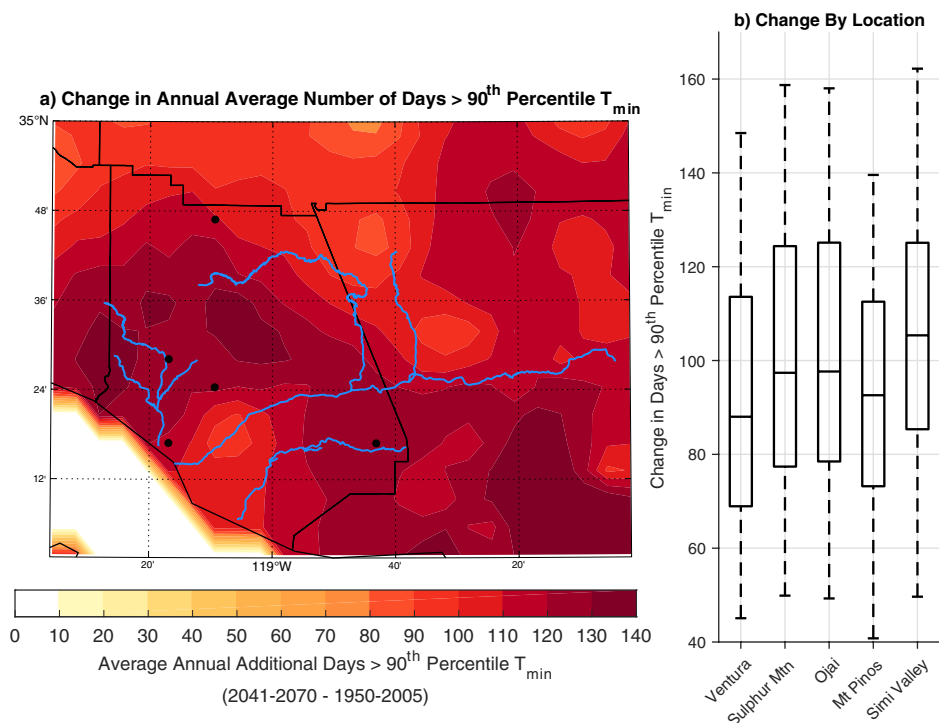 a) Change in Annual Average Number of Days > 90th Percentile Tmin
35°N
48'
36'
24'
12'
20' 119°W 40' 20'
0 10 20 30 40 50 60 70 80 90 100 110 120 130 140
Average Annual Additional Days > 90th Percentile Tmin
(2041-2070 - 1950-2005)
b) Change By Location
Change in Days > 90th Percentile Tmin
160
140
120
100
80
60
40
Ventura
Sulphur Mtn
Ojai
Mt Pinos
Simi Valley